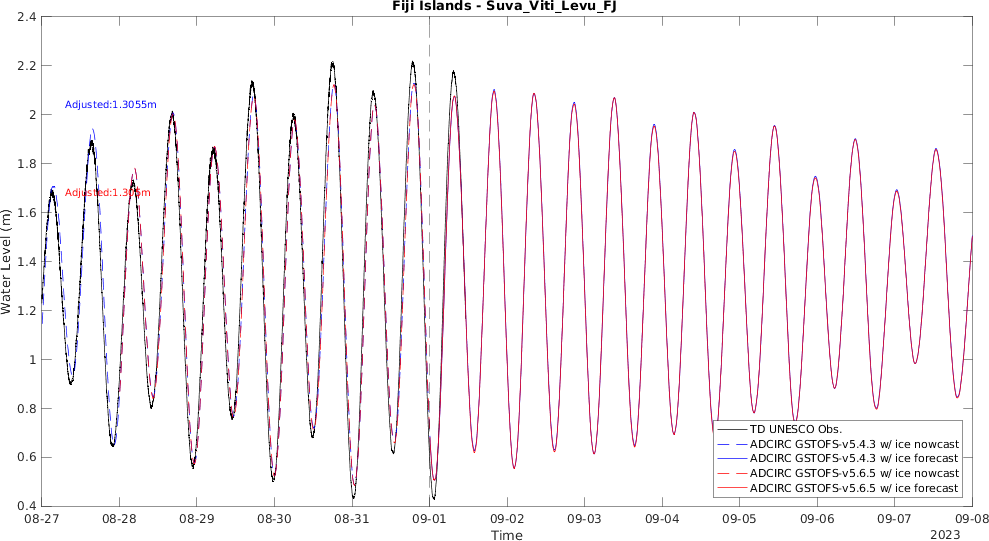 Fiji Islands - Suva_Viti_Levu_FJ
2.4
2.2
2
1.8
1.6
1.4
1.2
1
0.8
0.6
0.4
Water Level (m)
Adjusted:1.3055m
Adjusted:1.305m
TD UNESCO Obs.
ADCIRC GSTOFS-v5.4.3 w/ ice nowcast
ADCIRC GSTOFS-v5.4.3 w/ ice forecast
ADCIRC GSTOFS-v5.6.5 w/ ice nowcast
ADCIRC GSTOFS-v5.6.5 w/ ice forecast
08-27 08-28 08-29 08-30 08-31 09-01 09-02 09-03 09-04 09-05 09-06 09-07 09-08
Time
2023